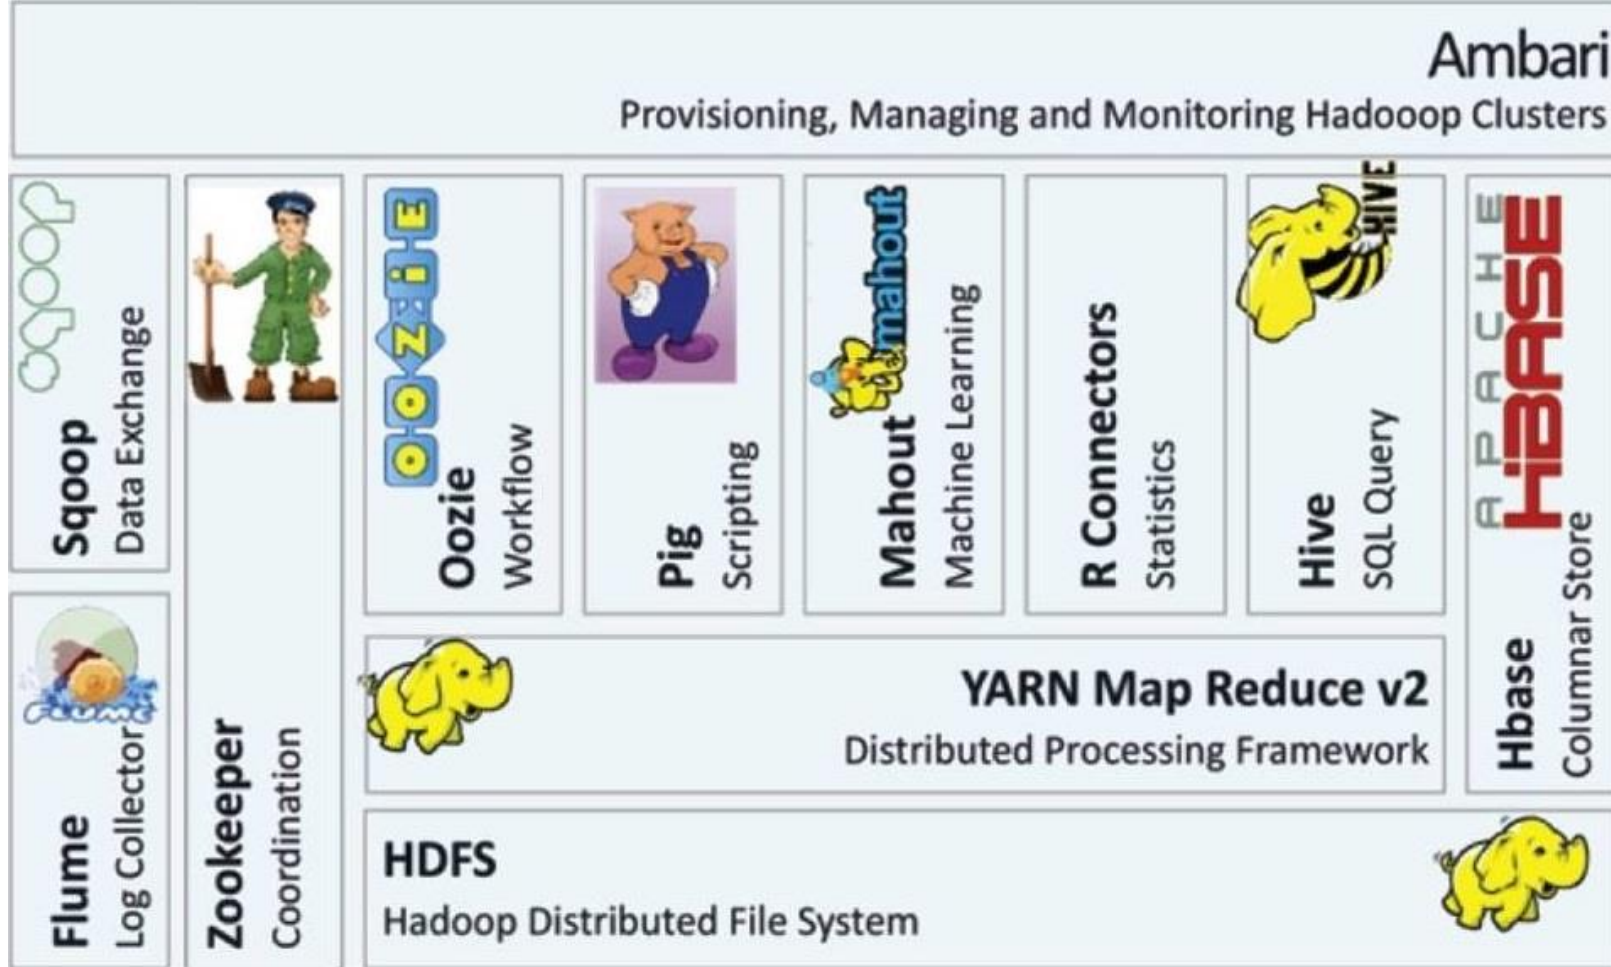 Ambari
Provisioning, Managing and Monitoring Hadooop Clusters
sqoop
Sqoop
Data Exchange
FLUME
Flume
Log Collector
Zookeeper
Coordination
OOZIE
Oozie
Workflow
Pig
Scripting
mahout
Mahout
Machine Learning
R Connectors
Statistics
HIVE
Hive
SQL Query
APACHE
HBASE
Hbase
Columnar Store
YARN Map Reduce v2
Distributed Processing Framework
HDFS
Hadoop Distributed File System